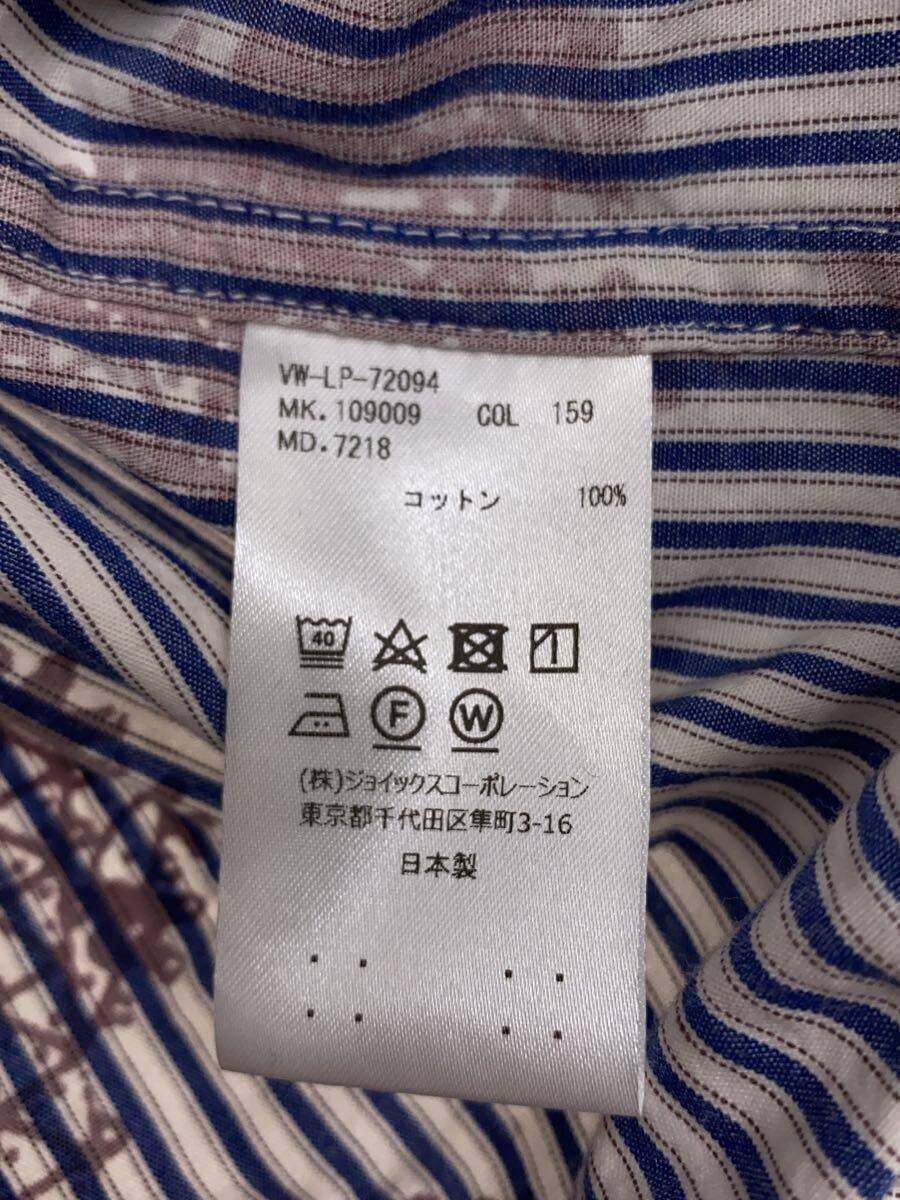 VW-LP-72094
MK.109009 COL 159
MD.7218
コットン 100%
40
F W
(株)ジョイックスコーポレーション
東京都千代田区隼町3-16
日本製